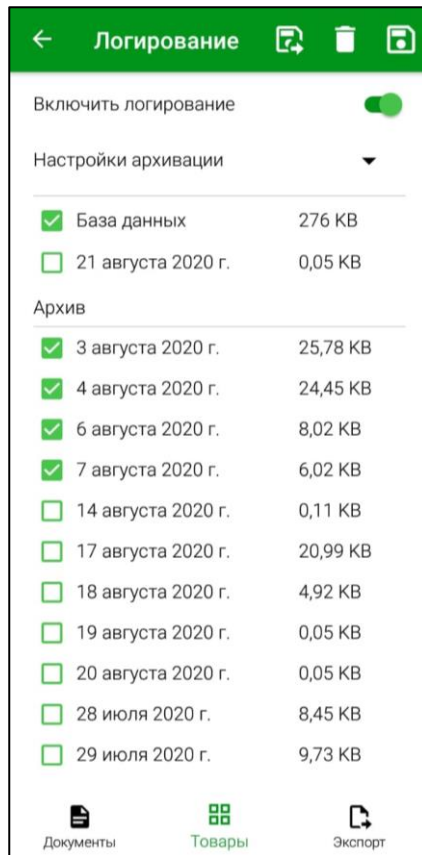 Логирование
Включить логирование
Настройки архивации
База данных 276 KB
21 августа 2020 г. 0,05 KB
Архив
3 августа 2020 г. 25,78 KB
4 августа 2020 г. 24,45 KB
6 августа 2020 г. 8,02 KB
7 августа 2020 г. 6,02 KB
14 августа 2020 г. 0,11 KB
17 августа 2020 г. 20,99 KB
18 августа 2020 г. 4,92 KB
19 августа 2020 г. 0,05 KB
20 августа 2020 г. 0,05 KB
28 июля 2020 г. 8,45 KB
29 июля 2020 г. 9,73 KB
Документы Товары Экспорт